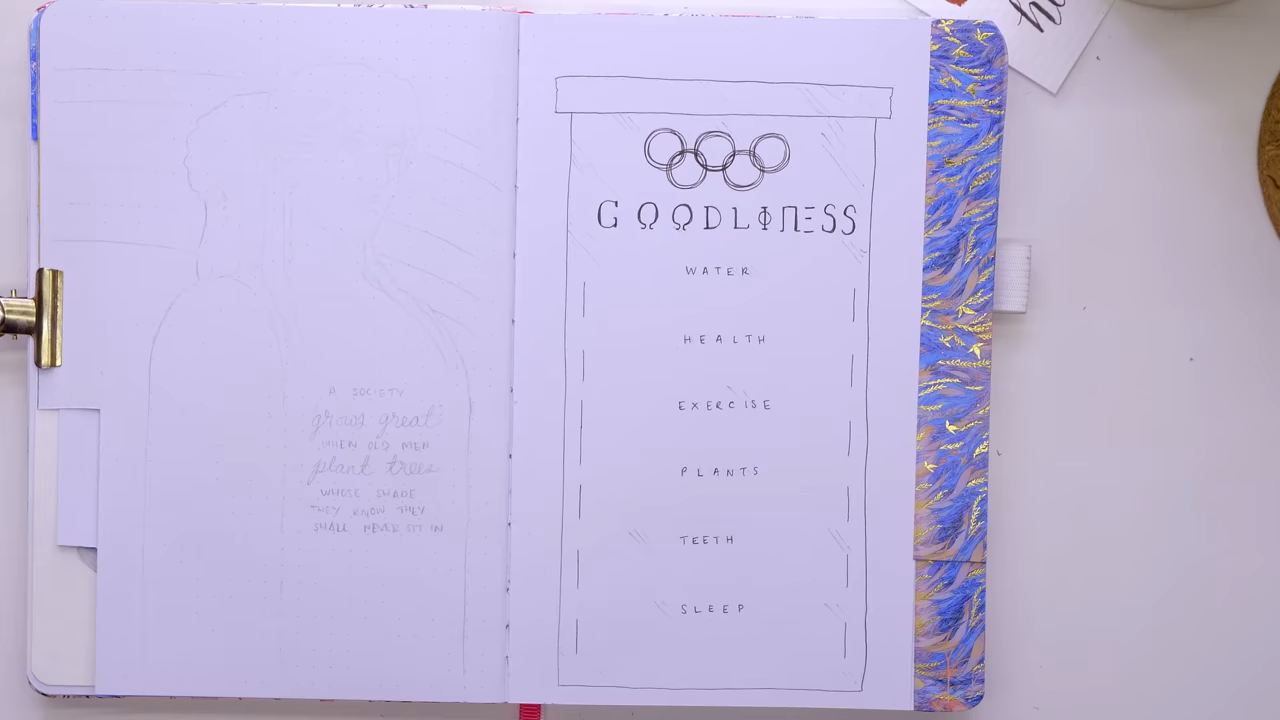 A SOCIETY
grows great
WHEN OLD MEN
plant trees
WHOSE SHADE
THEY KNOW THEY
SHALL NEVER SIT IN
GOODLINESS
WATER
HEALTH
EXERCISE
PLANTS
TEETH
SLEEP